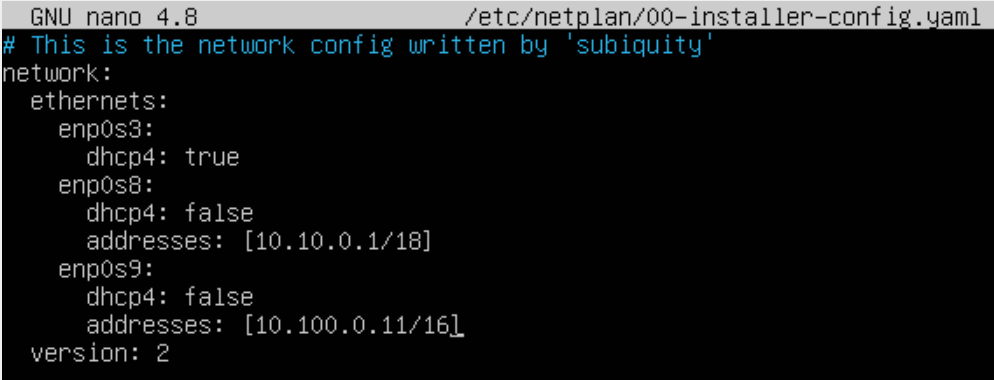 GNU nano 4.8 /etc/netplan/00-installer-config.yaml
# This is the network config written by 'subiquity'
network:
  ethernets:
    enp0s3:
      dhcp4: true
    enp0s8:
      dhcp4: false
      addresses: [10.10.0.1/18]
    enp0s9:
      dhcp4: false
      addresses: [10.100.0.11/16]
  version: 2